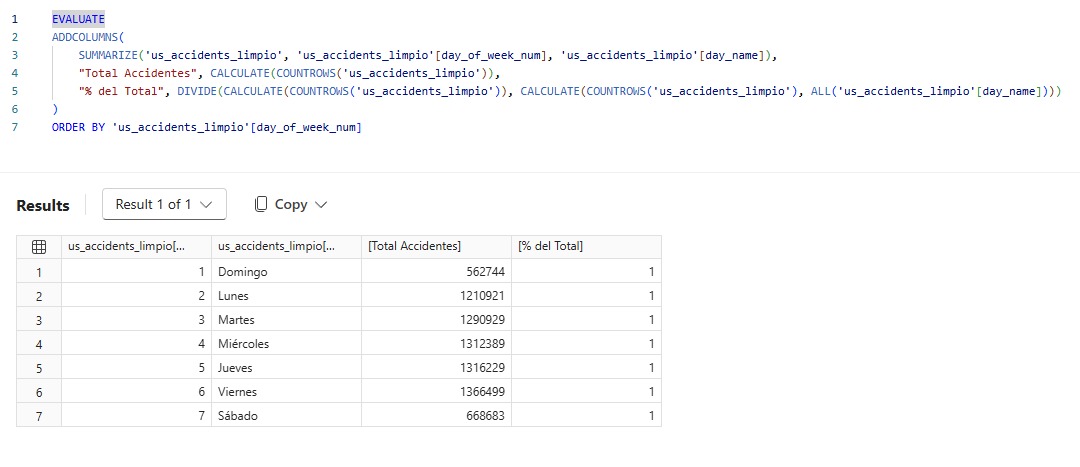 1 EVALUATE
2 ADDCOLUMNS(
3 SUMMARIZE('us_accidents_limpio', 'us_accidents_limpio'[day_of_week_num], 'us_accidents_limpio'[day_name]),
4 "Total Accidentes", CALCULATE(COUNTROWS('us_accidents_limpio')),
5 "% del Total", DIVIDE(CALCULATE(COUNTROWS('us_accidents_limpio')), CALCULATE(COUNTROWS('us_accidents_limpio'), ALL('us_accidents_limpio'[day_name])))
6 )
7 ORDER BY 'us_accidents_limpio'[day_of_week_num]
Results Result 1 of 1 Copy
us_accidents_limpio[... us_accidents_limpio[... [Total Accidentes] [% del Total]
1 1 Domingo 562744 1
2 2 Lunes 1210921 1
3 3 Martes 1290929 1
4 4 Miércoles 1312389 1
5 5 Jueves 1316229 1
6 6 Viernes 1366499 1
7 7 Sábado 668683 1